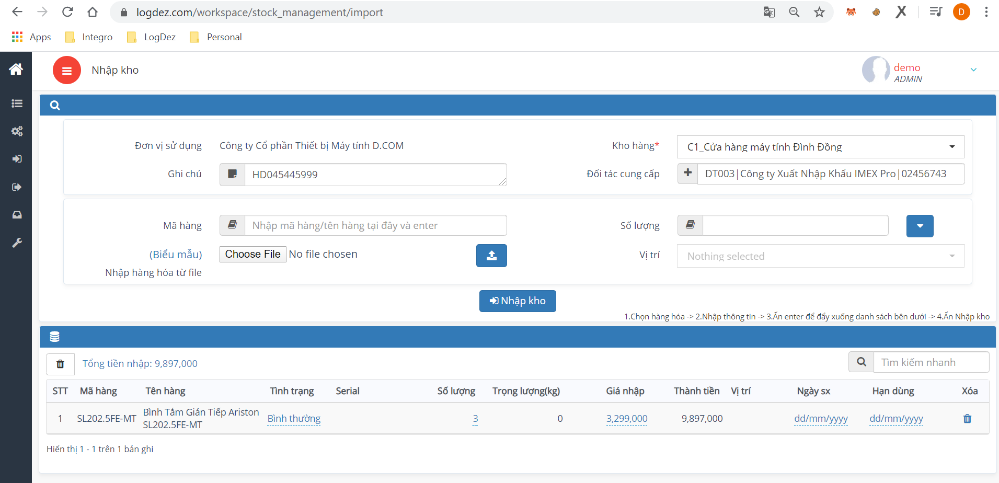 logdez.com/workspace/stock_management/import
D
Apps Integro LogDez Personal
Nhập kho
demo
ADMIN
Đơn vị sử dụng Công ty Cổ phần Thiết bị Máy tính D.COM Kho hàng* C1_Cửa hàng máy tính Đình Đồng
Ghi chú HD045445999 Đối tác cung cấp DT003|Công ty Xuất Nhập Khẩu IMEX Pro|02456743
Mã hàng Nhập mã hàng/tên hàng tại đây và enter Số lượng
(Biểu mẫu) Choose File No file chosen Vị trí Nothing selected
Nhập hàng hóa từ file
Nhập kho
1.Chọn hàng hóa -> 2.Nhập thông tin -> 3.Ấn enter để đẩy xuống danh sách bên dưới -> 4.Ấn Nhập kho
Tổng tiền nhập: 9,897,000 Tìm kiếm nhanh
STT Mã hàng Tên hàng Tình trạng Serial Số lượng Trọng lượng(kg) Giá nhập Thành tiền Vị trí Ngày sx Hạn dùng Xóa
1 SL202.5FE-MT Bình Tắm Gián Tiếp Ariston SL202.5FE-MT Bình thường 3 0 3,299,000 9,897,000 dd/mm/yyyy dd/mm/yyyy
Hiển thị 1 - 1 trên 1 bản ghi